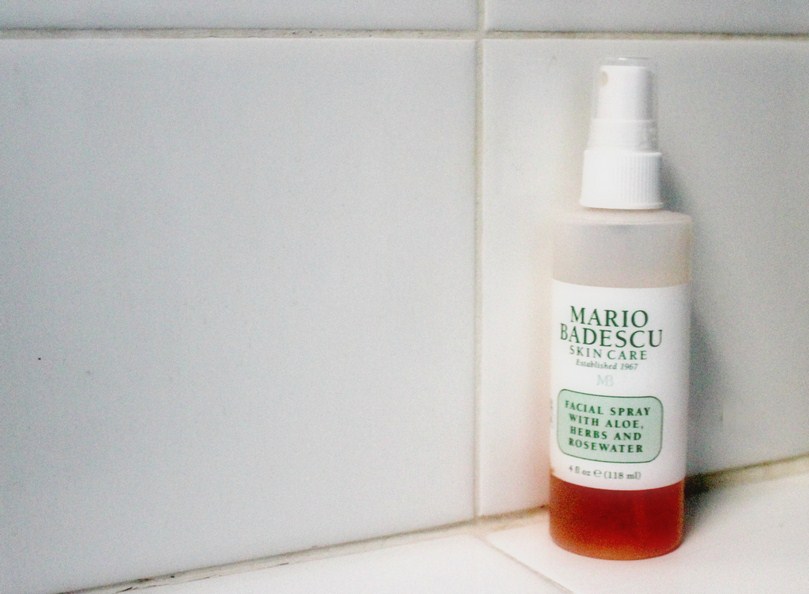 MARIO
BADESCU
SKIN CARE
Established 1967
MB
FACIAL SPRAY
WITH ALOE,
HERBS AND
ROSEWATER
4 fl oz ℮ (118 ml)